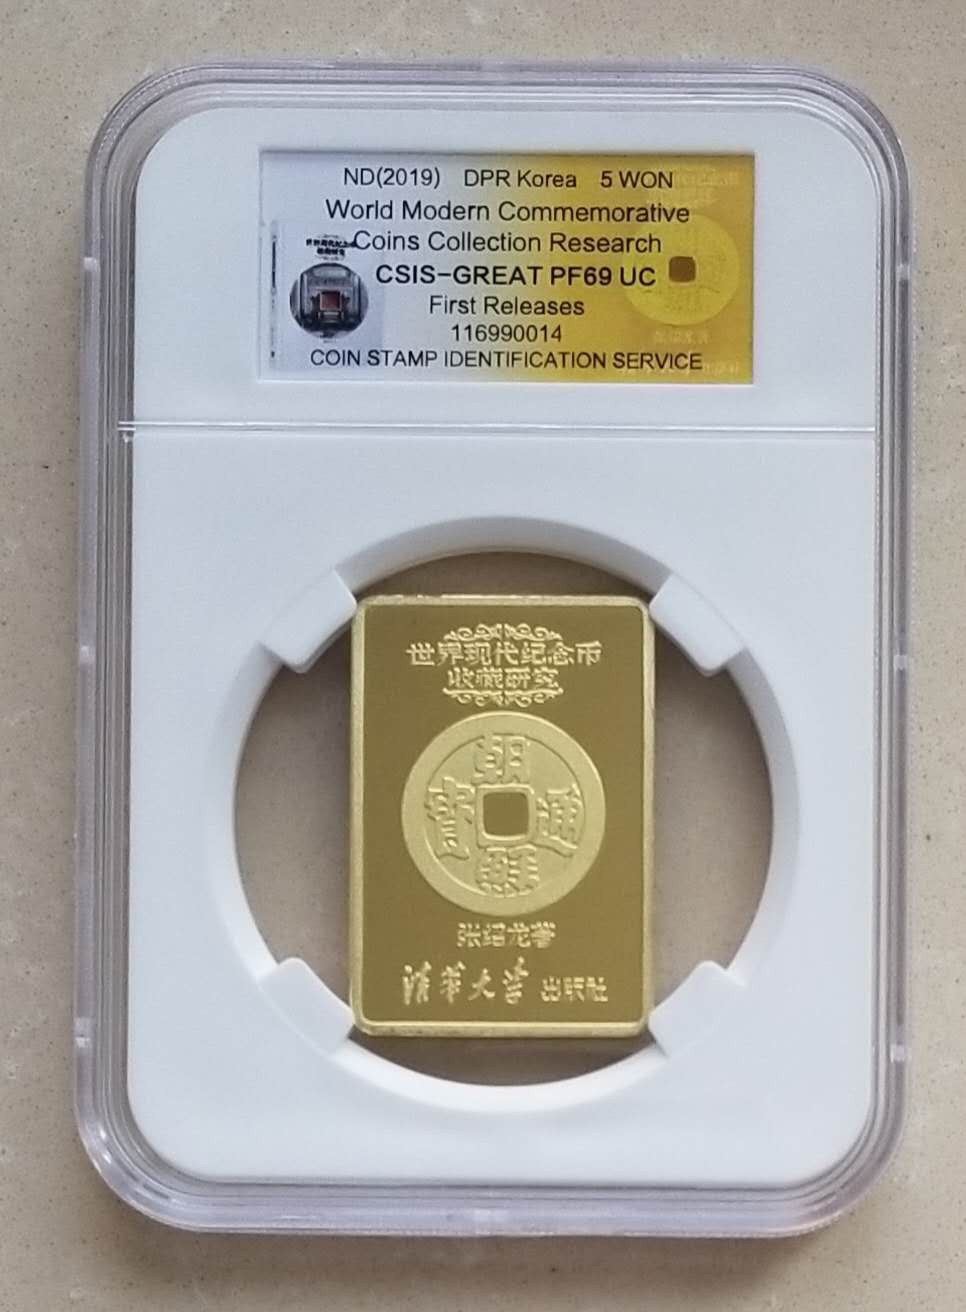 ND(2019) DPR Korea 5 WON
World Modern Commemorative
Coins Collection Research
CSIS-GREAT PF69 UC
First Releases
116990014
COIN STAMP IDENTIFICATION SERVICE
世界现代纪念币
收藏研究
朝
寳 通
鮮
张绍龙著
清华大学 出版社